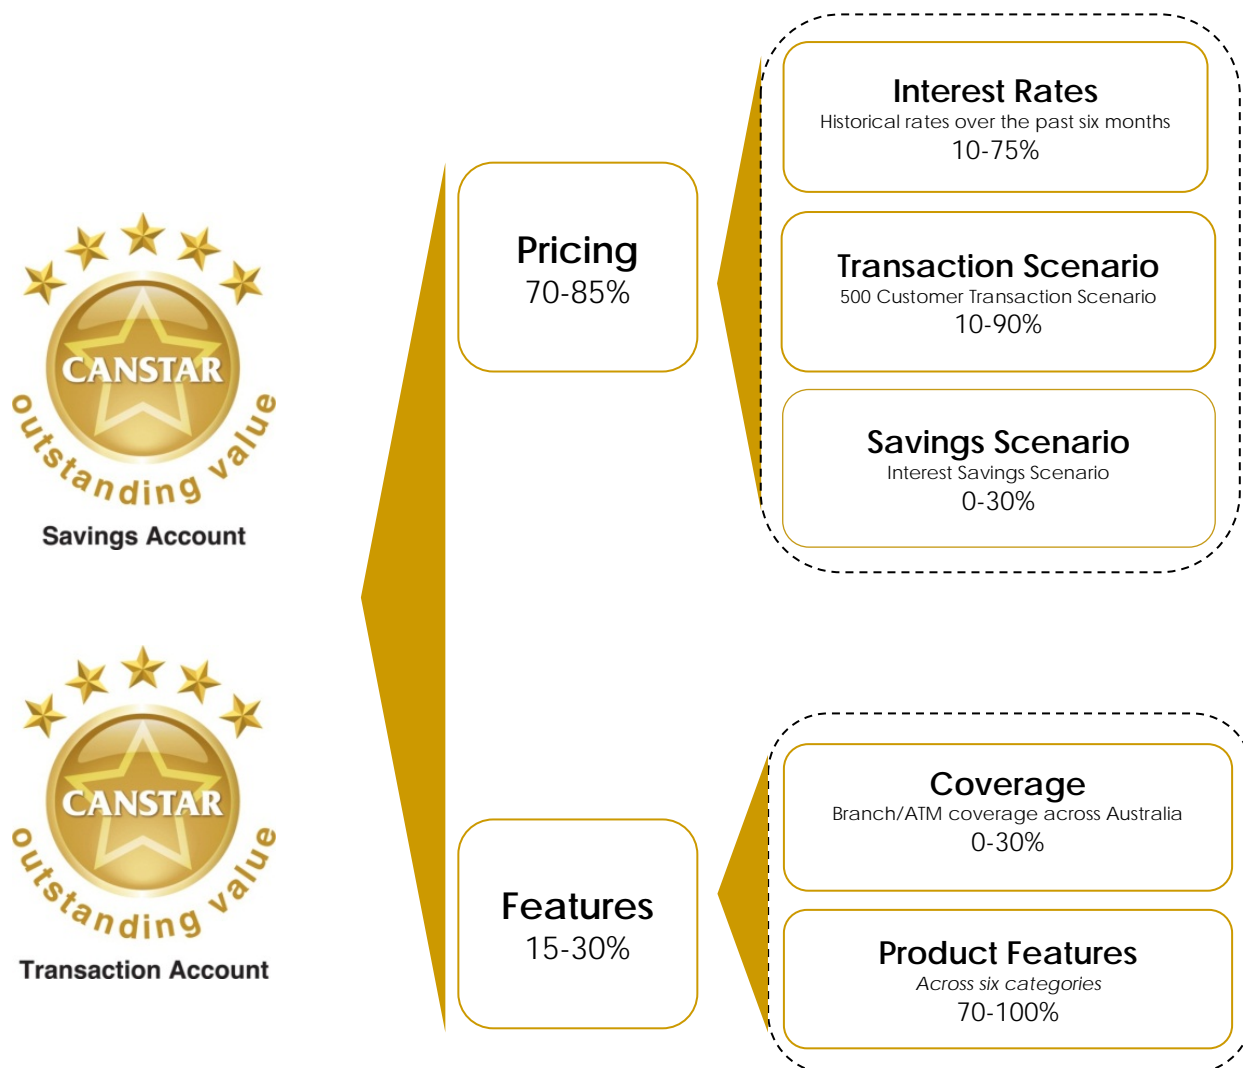 CANSTAR
outstanding value
Savings Account
CANSTAR
outstanding value
Transaction Account
Pricing
70-85%
Interest Rates
Historical rates over the past six months
10-75%
Transaction Scenario
500 Customer Transaction Scenario
10-90%
Savings Scenario
Interest Savings Scenario
0-30%
Features
15-30%
Coverage
Branch/ATM coverage across Australia
0-30%
Product Features
Across six categories
70-100%